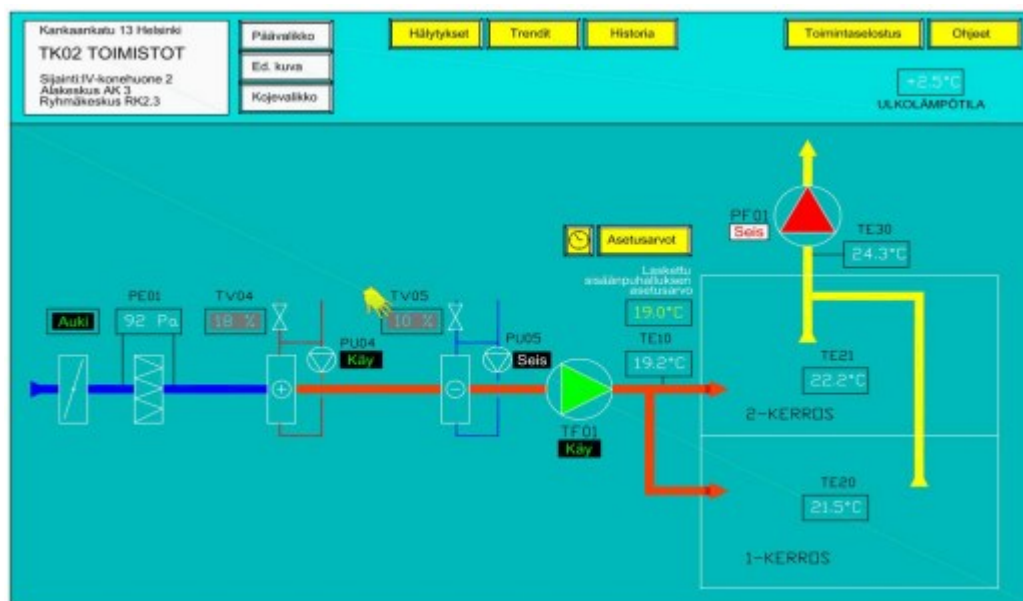 Kankaankatu 13 Helsinki
TK02 TOIMISTOT
Sijainti:IV-konehuone 2
Alakeskus AK 3
Ryhmäkeskus RK2.3
Päävalikko
Ed. kuva
Kojevalikko
Hälytykset
Trendit
Historia
Toimintaselostus
Ohjeet
+2.5°C
ULKOLÄMPÖTILA
PF01
Seis
TE30
24.3°C
Asetusarvot
Laskettu
sisäänpuhalluksen
asetusarvo
19.0°C
TE10
19.2°C
Auki
PE01
92 Pa
TV04
18 %
PU04
Käy
TV05
10 %
PU05
Seis
TF01
Käy
TE21
22.2°C
2-KERROS
TE20
21.5°C
1-KERROS